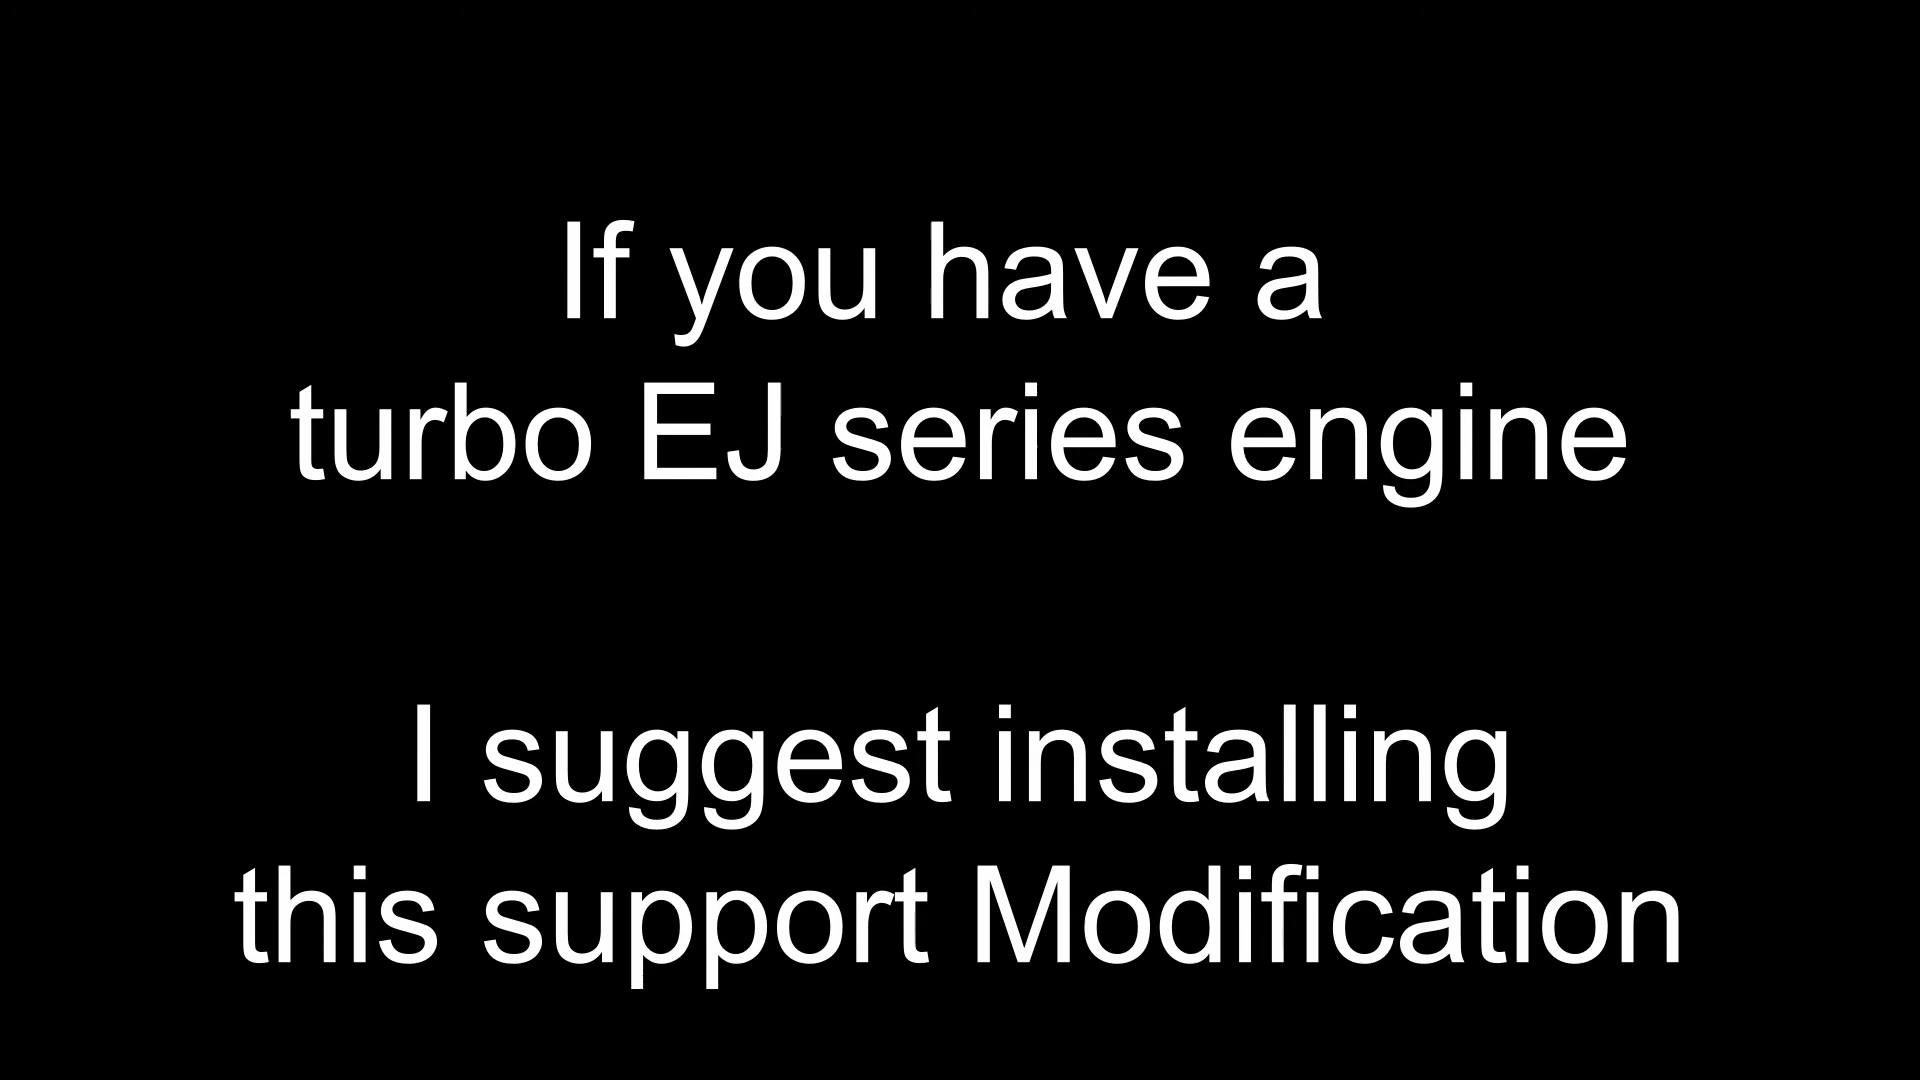 If you have a
turbo EJ series engine
I suggest installing
this support Modification